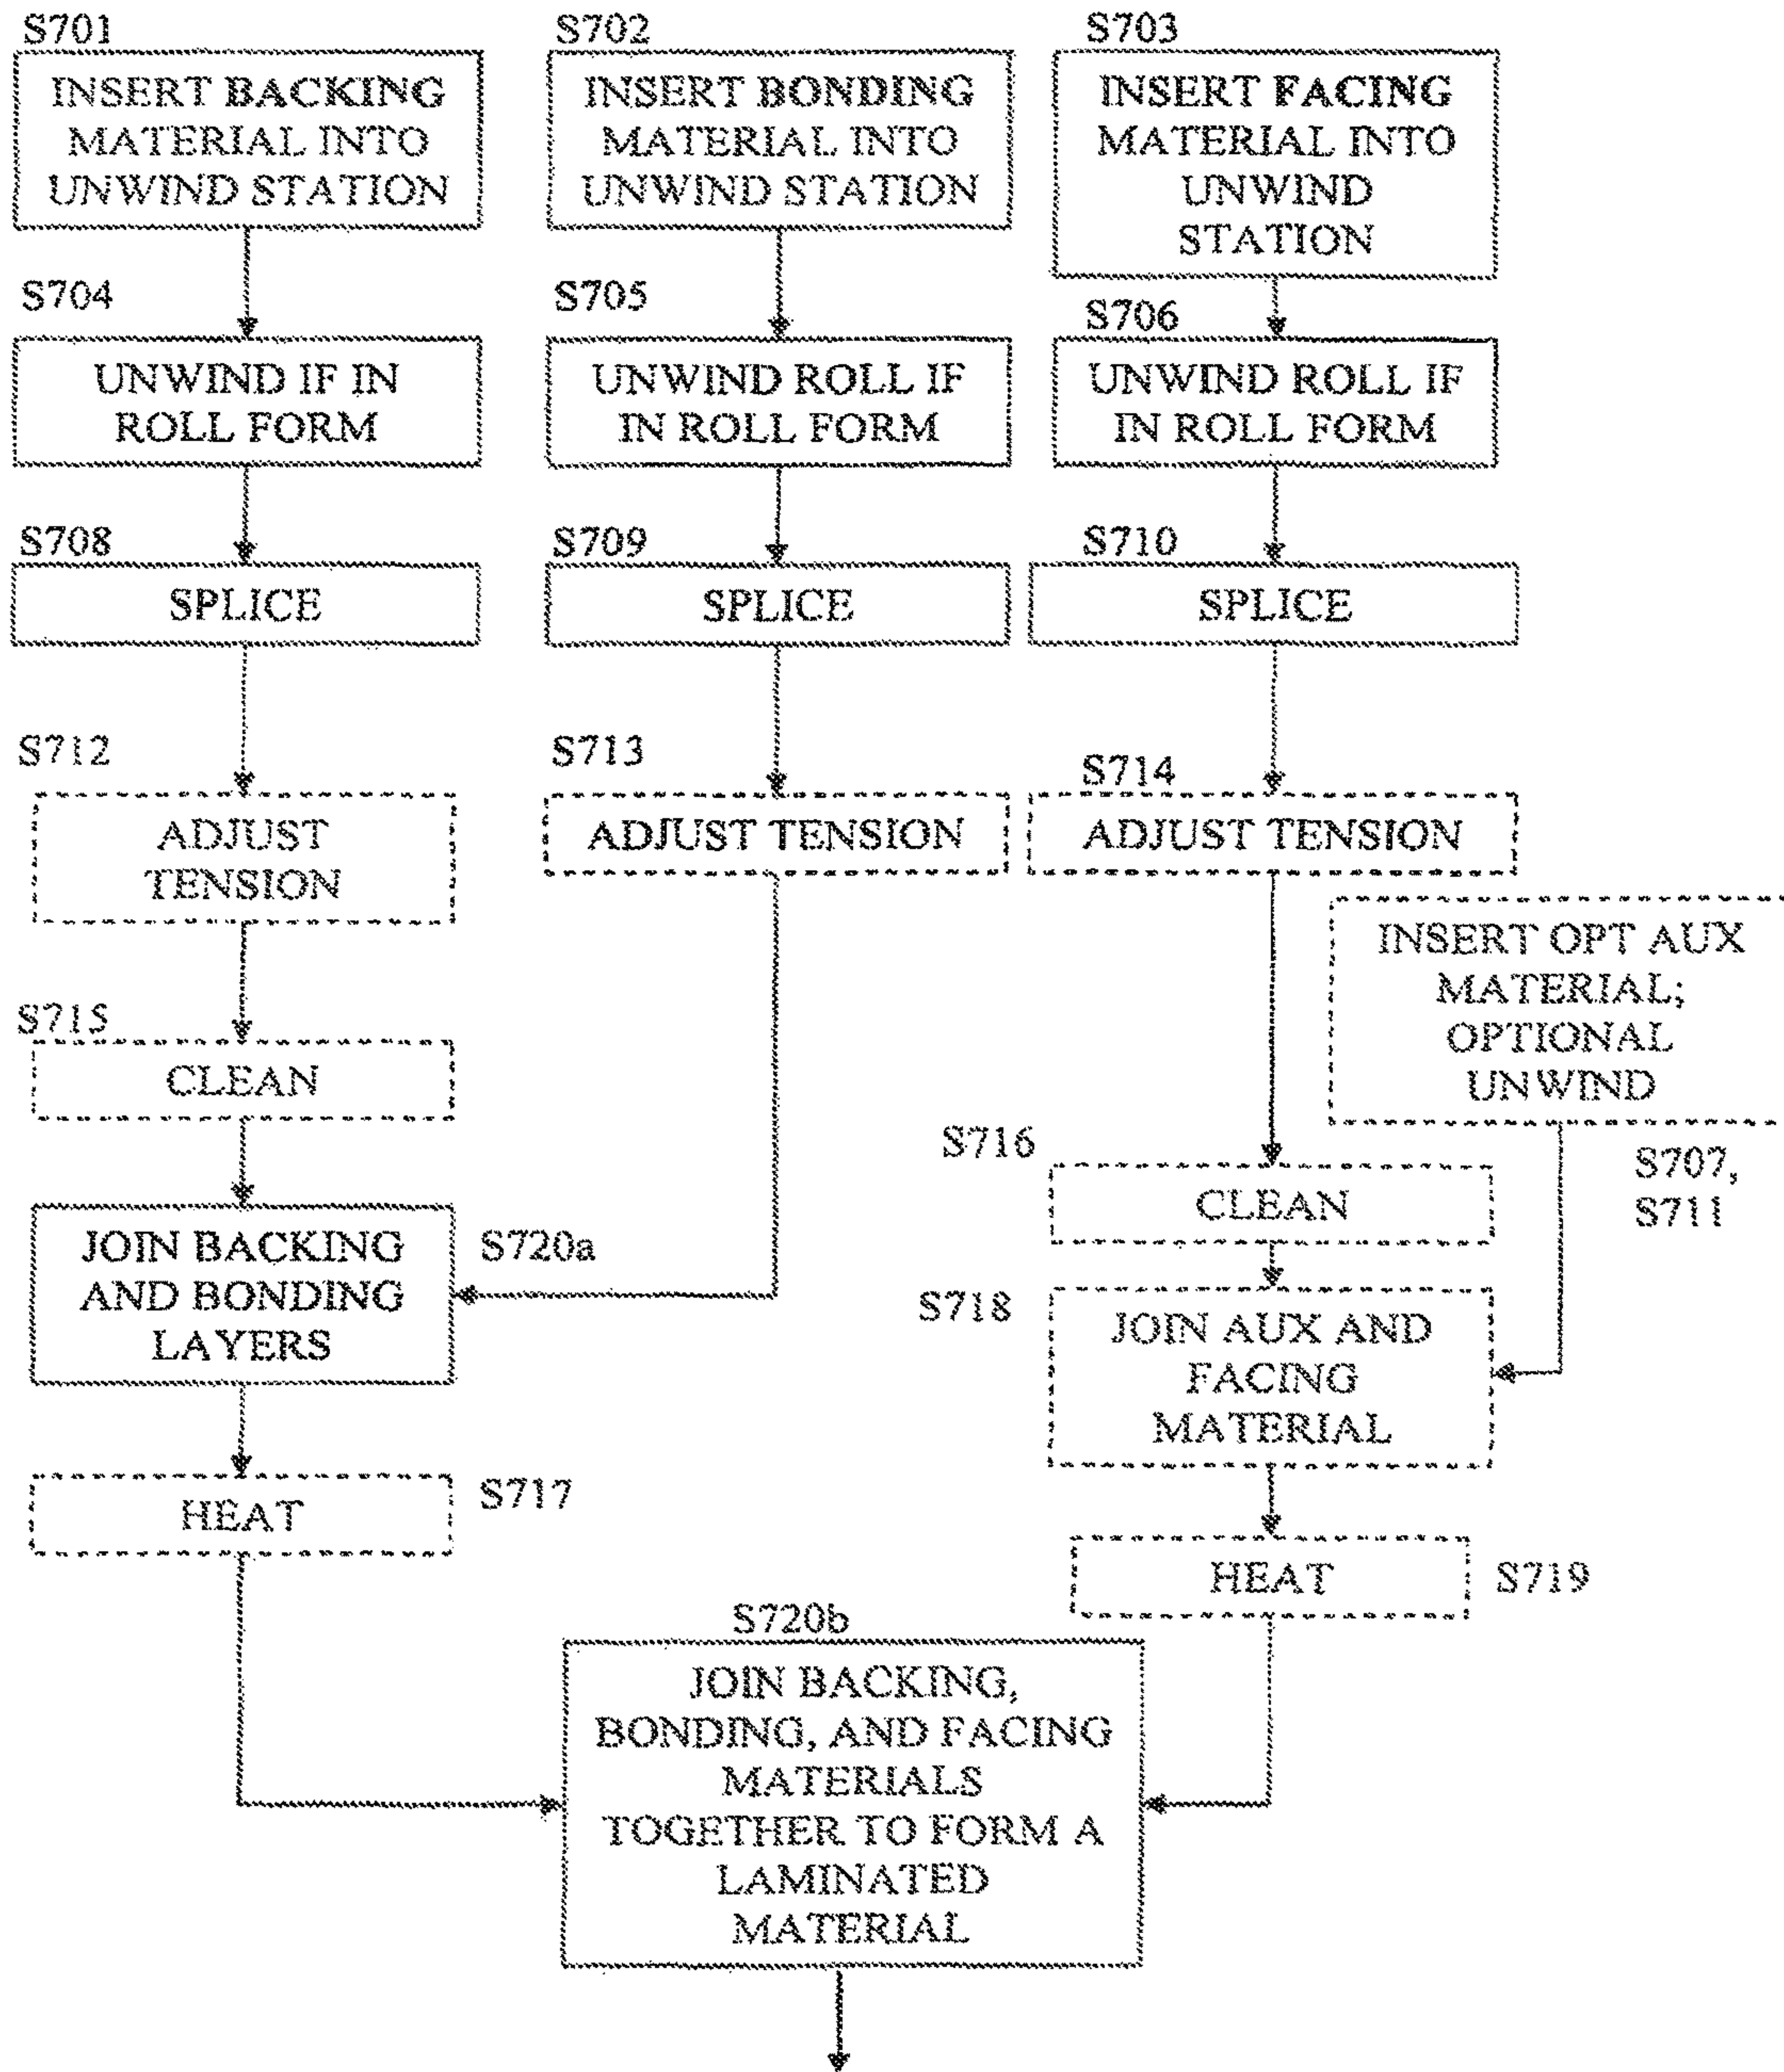 S701
INSERT BACKING
MATERIAL INTO
UNWIND STATION
S702
INSERT BONDING
MATERIAL INTO
UNWIND STATION
S703
INSERT FACING
MATERIAL INTO
UNWIND
STATION
S704
UNWIND IF IN
ROLL FORM
S705
UNWIND ROLL IF
IN ROLL FORM
S706
UNWIND ROLL IF
IN ROLL FORM
S708
SPLICE
S709
SPLICE
S710
SPLICE
S712
ADJUST
TENSION
S713
ADJUST TENSION
S714
ADJUST TENSION
INSERT OPT AUX
MATERIAL;
OPTIONAL
UNWIND
S707,
S711
S715
CLEAN
S716
CLEAN
JOIN BACKING
AND BONDING
LAYERS
S720a
S718
JOIN AUX AND
FACING
MATERIAL
HEAT
S717
HEAT
S719
S720b
JOIN BACKING,
BONDING, AND FACING
MATERIALS
TOGETHER TO FORM A
LAMINATED
MATERIAL